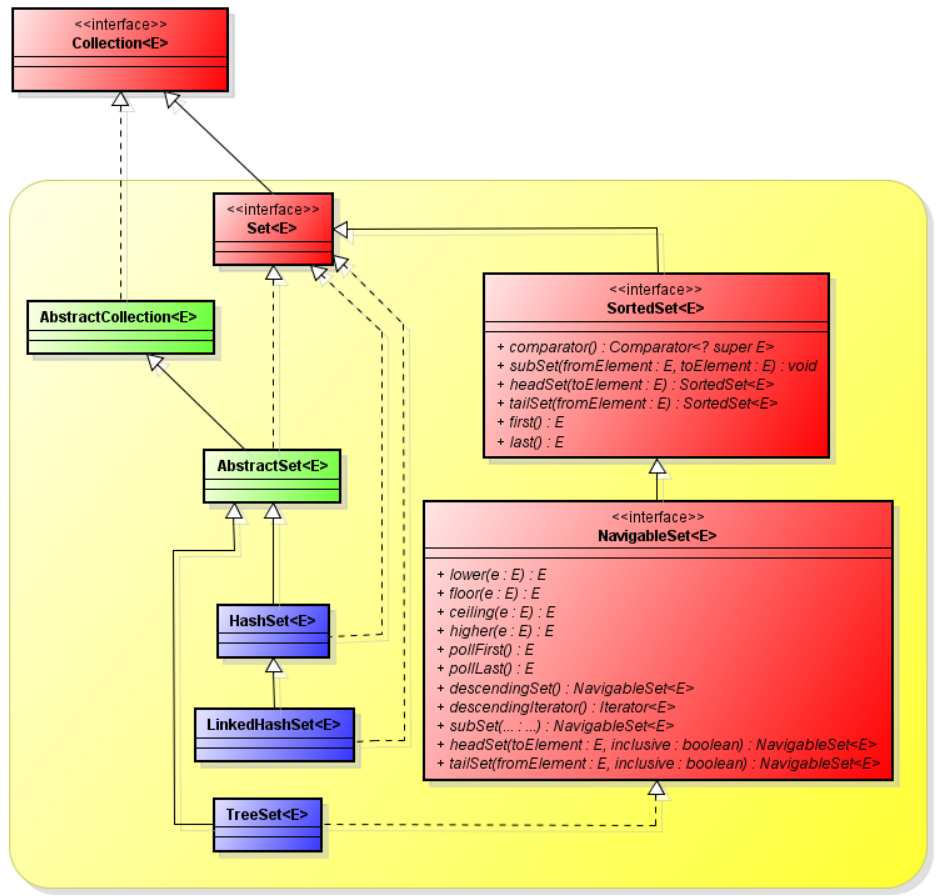 <<interface>>
Collection<E>
<<interface>>
Set<E>
AbstractCollection<E>
<<interface>>
SortedSet<E>
+ comparator() : Comparator<? super E>
+ subSet(fromElement : E, toElement : E) : void
+ headSet(toElement : E) : SortedSet<E>
+ tailSet(fromElement : E) : SortedSet<E>
+ first() : E
+ last() : E
AbstractSet<E>
<<interface>>
NavigableSet<E>
+ lower(e : E) : E
+ floor(e : E) : E
+ ceiling(e : E) : E
+ higher(e : E) : E
+ pollFirst() : E
+ pollLast() : E
+ descendingSet() : NavigableSet<E>
+ descendingIterator() : Iterator<E>
+ subSet(... : ...) : NavigableSet<E>
+ headSet(toElement : E, inclusive : boolean) : NavigableSet<E>
+ tailSet(fromElement : E, inclusive : boolean) : NavigableSet<E>
HashSet<E>
LinkedHashSet<E>
TreeSet<E>